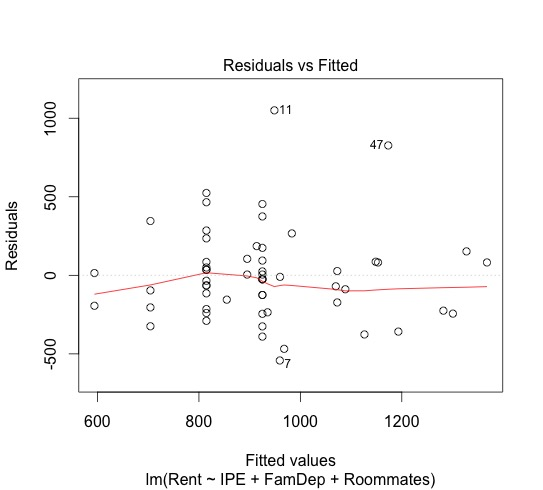 Residuals vs Fitted
1000
500
0
-500
Residuals
11
47
7
600 800 1000 1200
Fitted values
lm(Rent ~ IPE + FamDep + Roommates)